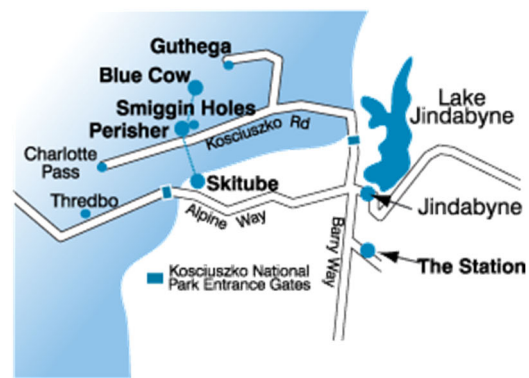 Guthega
Blue Cow
Smiggin Holes
Perisher
Kosciuszko Rd
Lake
Jindabyne
Charlotte
Pass
Skitube
Thredbo
Alpine Way
Jindabyne
Barry Way
The Station
Kosciuszko National
Park Entrance Gates